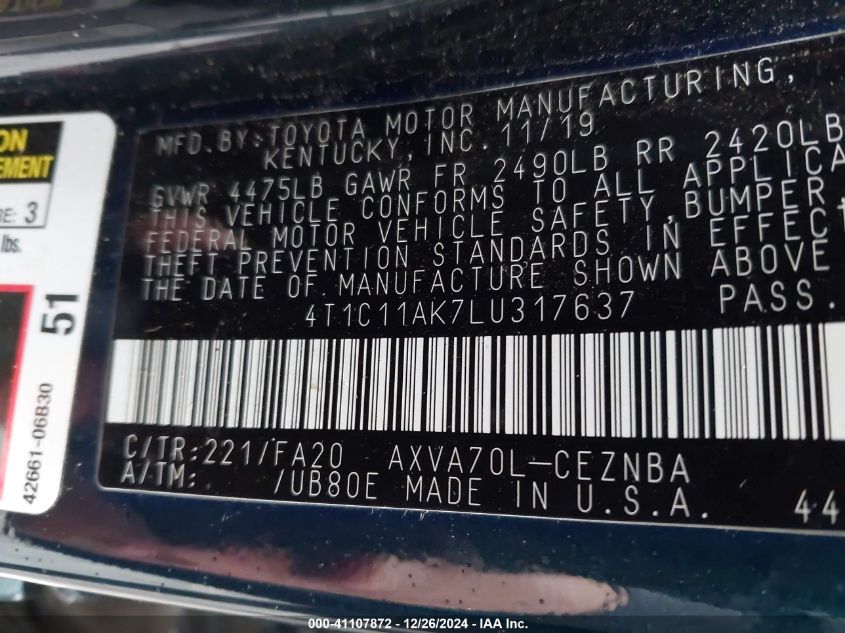 MFD. BY: TOYOTA MOTOR MANUFACTURING,
KENTUCKY, INC. 11/19
GVWR 4475LB GAWR FR 2490LB RR 2420LB
THIS VEHICLE CONFORMS TO ALL APPLICA
FEDERAL MOTOR VEHICLE SAFETY, BUMPER,
THEFT PREVENTION STANDARDS IN EFFECT
THE DATE OF MANUFACTURE SHOWN ABOVE
4T1C11AK7LU317637 PASS.
C/TR: 221/FA20 AXVA70L-CEZNBA
A/TM: /UB80E MADE IN U.S.A. 44
ON
EMENT
RE: 3
lbs.
51
42661-06B30
000-41107872 - 12/26/2024 - IAA Inc.